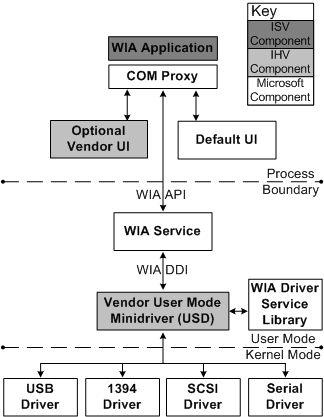 Key
ISV
Component
IHV
Component
Microsoft
Component
WIA Application
COM Proxy
Optional
Vendor UI
Default UI
Process
Boundary
WIA API
WIA Service
WIA DDI
Vendor User Mode
Minidriver (USD)
WIA Driver
Service
Library
User Mode
Kernel Mode
USB
Driver
1394
Driver
SCSI
Driver
Serial
Driver